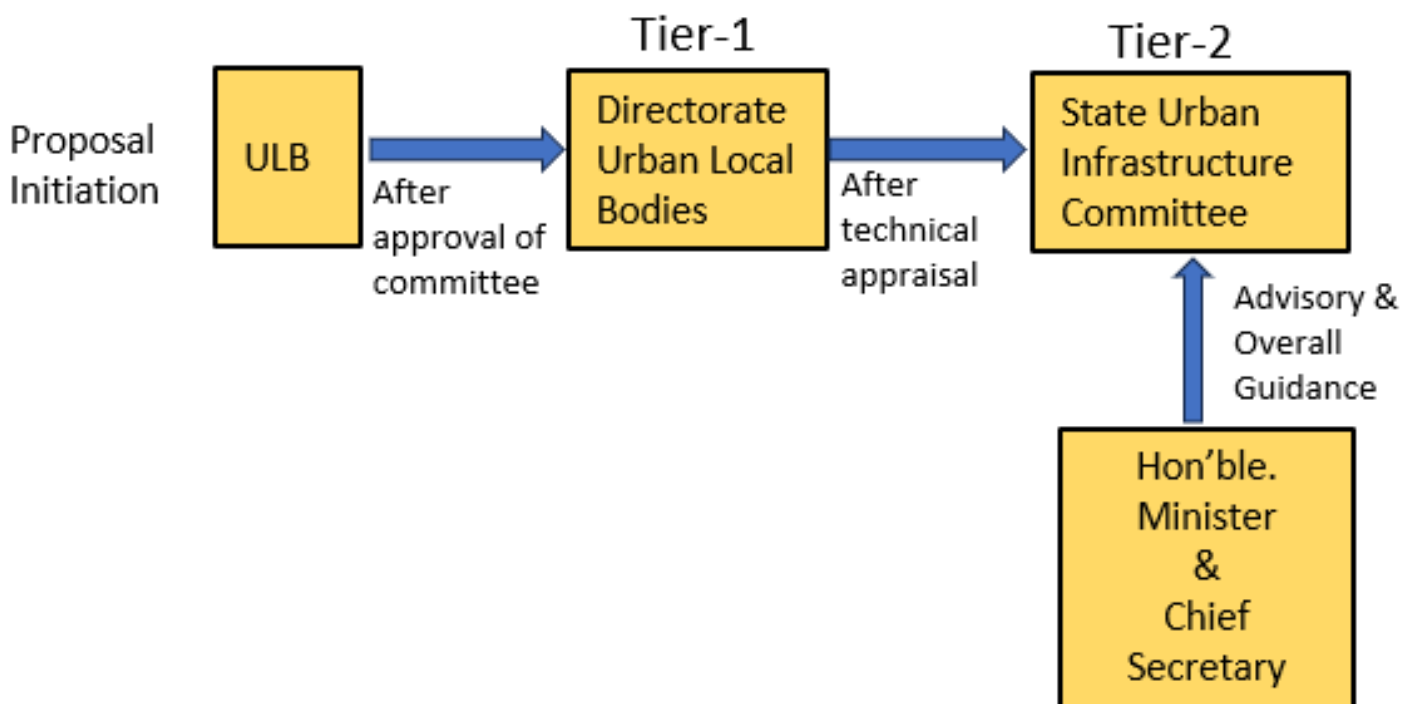 Tier-1
Tier-2
Proposal
Initiation
ULB
After
approval of
committee
Directorate
Urban Local
Bodies
After
technical
appraisal
State Urban
Infrastructure
Committee
Advisory &
Overall
Guidance
Hon'ble.
Minister
&
Chief
Secretary